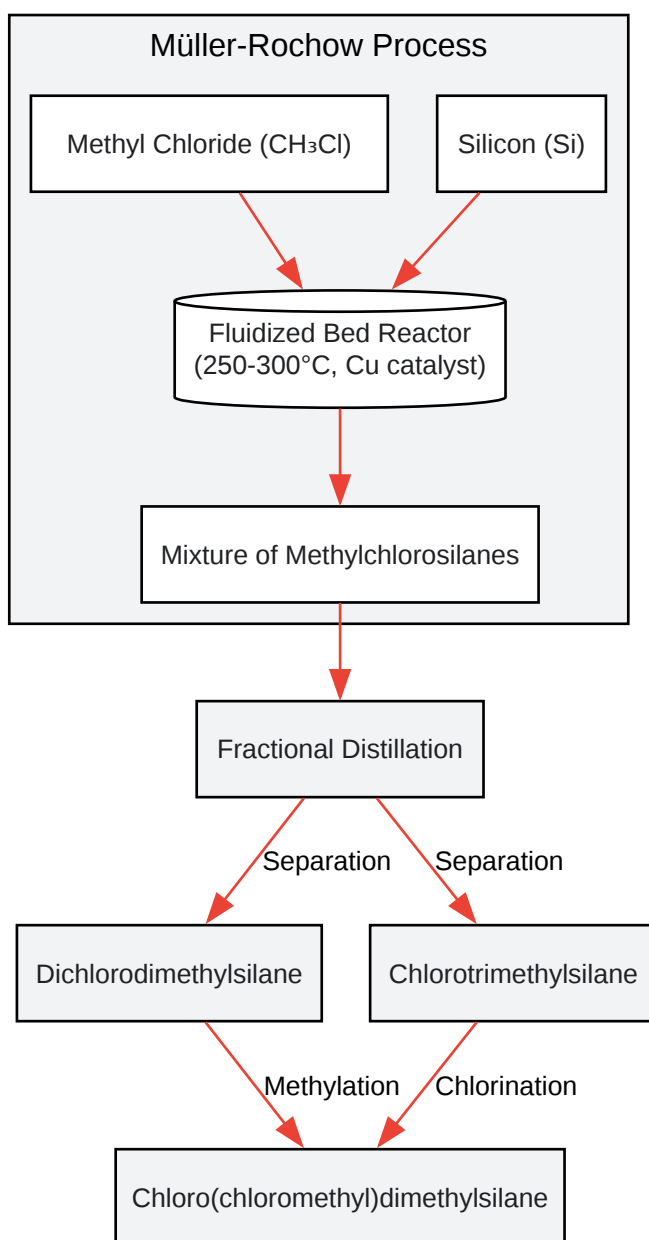 Müller-Rochow Process
Methyl Chloride (CH₃Cl)
Silicon (Si)
Fluidized Bed Reactor
(250-300°C, Cu catalyst)
Mixture of Methylchlorosilanes
Fractional Distillation
Separation
Separation
Dichlorodimethylsilane
Chlorotrimethylsilane
Methylation
Chlorination
Chloro(chloromethyl)dimethylsilane